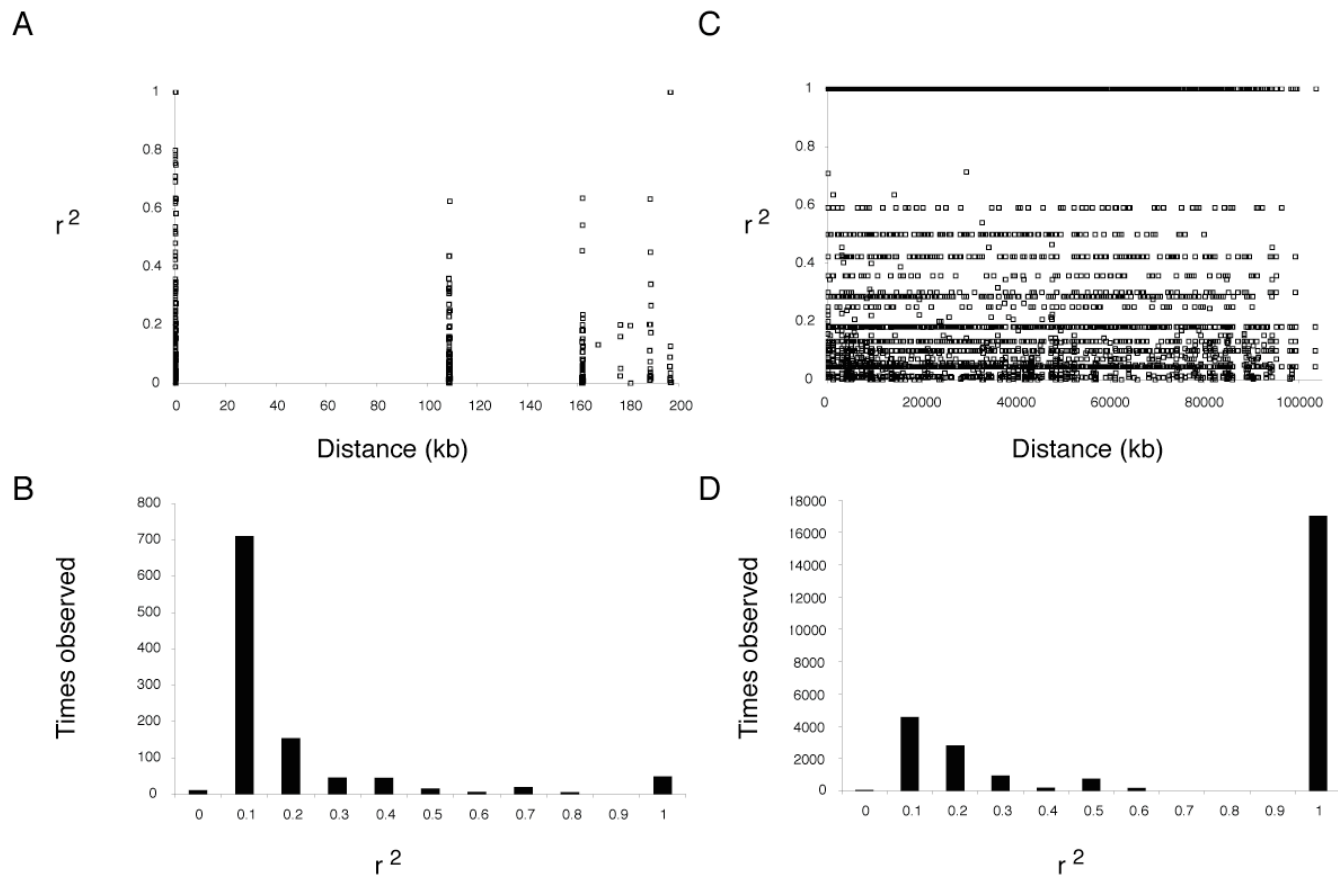 A
1
0.8
0.6
0.4
0.2
0
r 2
0 20 40 60 80 100 120 140 160 180 200
Distance (kb)
B
800
700
600
500
400
300
200
100
0
Times observed
0 0.1 0.2 0.3 0.4 0.5 0.6 0.7 0.8 0.9 1
r 2
C
1
0.8
0.6
0.4
0.2
0
r 2
0 20000 40000 60000 80000 100000
Distance (kb)
D
18000
16000
14000
12000
10000
8000
6000
4000
2000
0
Times observed
0 0.1 0.2 0.3 0.4 0.5 0.6 0.7 0.8 0.9 1
r 2